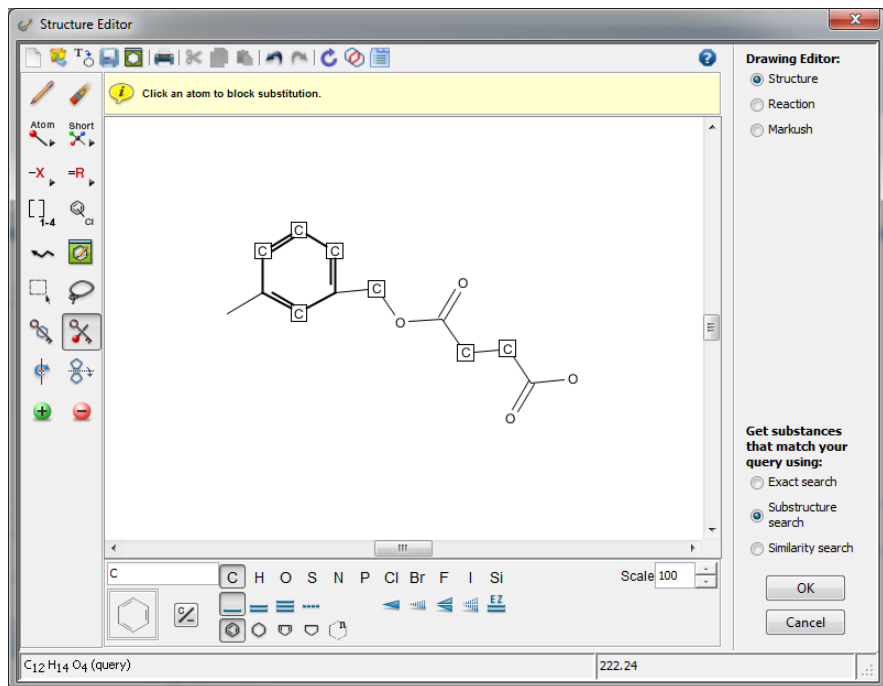 Structure Editor
Drawing Editor:
Structure
Reaction
Markush
Click an atom to block substitution.
Atom
Short
-X
=R
[ ]
1-4
Cl
C
C
C
C
C
O
O
C
C
O
O
Get substances
that match your
query using:
Exact search
Substructure
search
Similarity search
OK
Cancel
C
C H O S N P Cl Br F I Si
Scale 100
C/-
EZ
n
C12 H14 O4 (query)
222.24